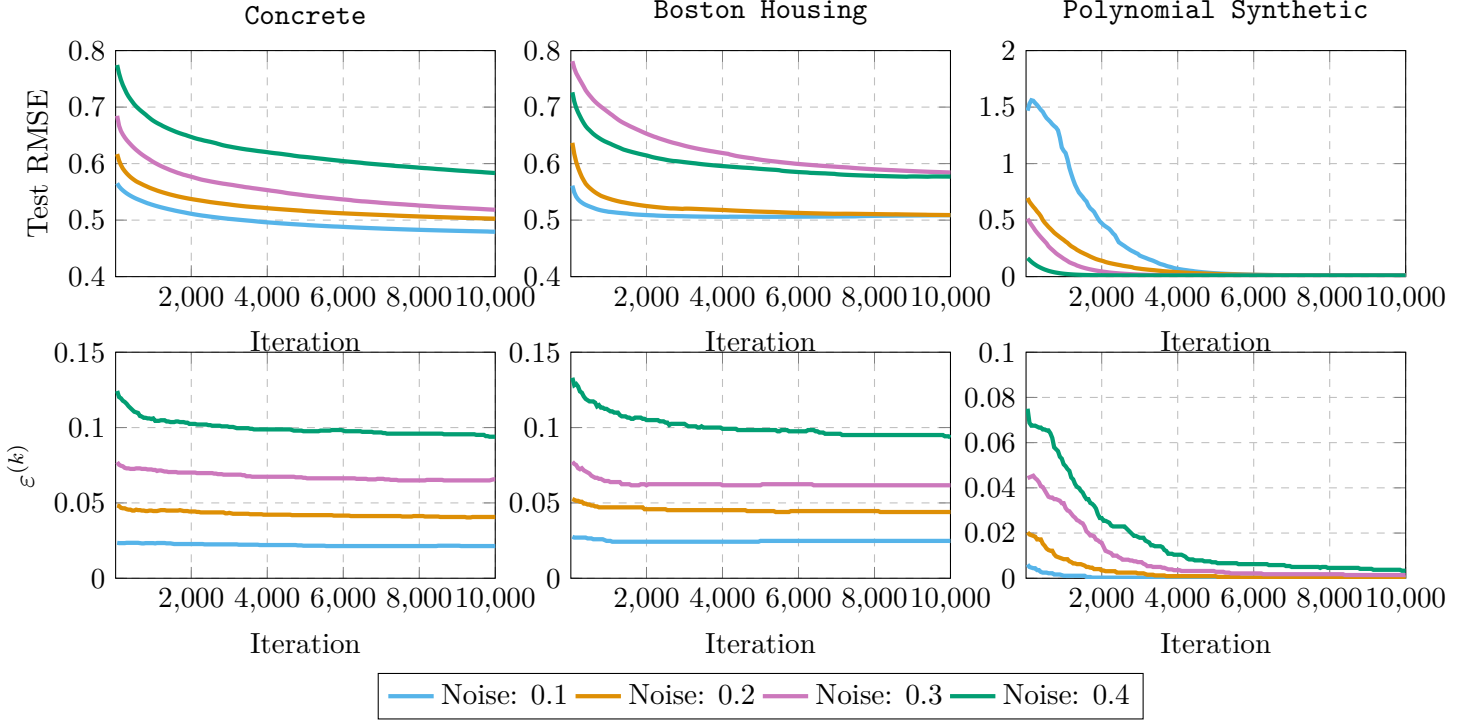 Concrete
Boston Housing
Polynomial Synthetic
Test RMSE
0.8
0.7
0.6
0.5
0.4
2,000 4,000 6,000 8,000 10,000
Iteration
0.8
0.7
0.6
0.5
0.4
2,000 4,000 6,000 8,000 10,000
Iteration
2
1.5
1
0.5
0
2,000 4,000 6,000 8,000 10,000
Iteration
ε^(k)
0.15
0.1
0.05
0
2,000 4,000 6,000 8,000 10,000
Iteration
0.15
0.1
0.05
0
2,000 4,000 6,000 8,000 10,000
Iteration
0.1
0.08
0.06
0.04
0.02
0
2,000 4,000 6,000 8,000 10,000
Iteration
Noise: 0.1 Noise: 0.2 Noise: 0.3 Noise: 0.4